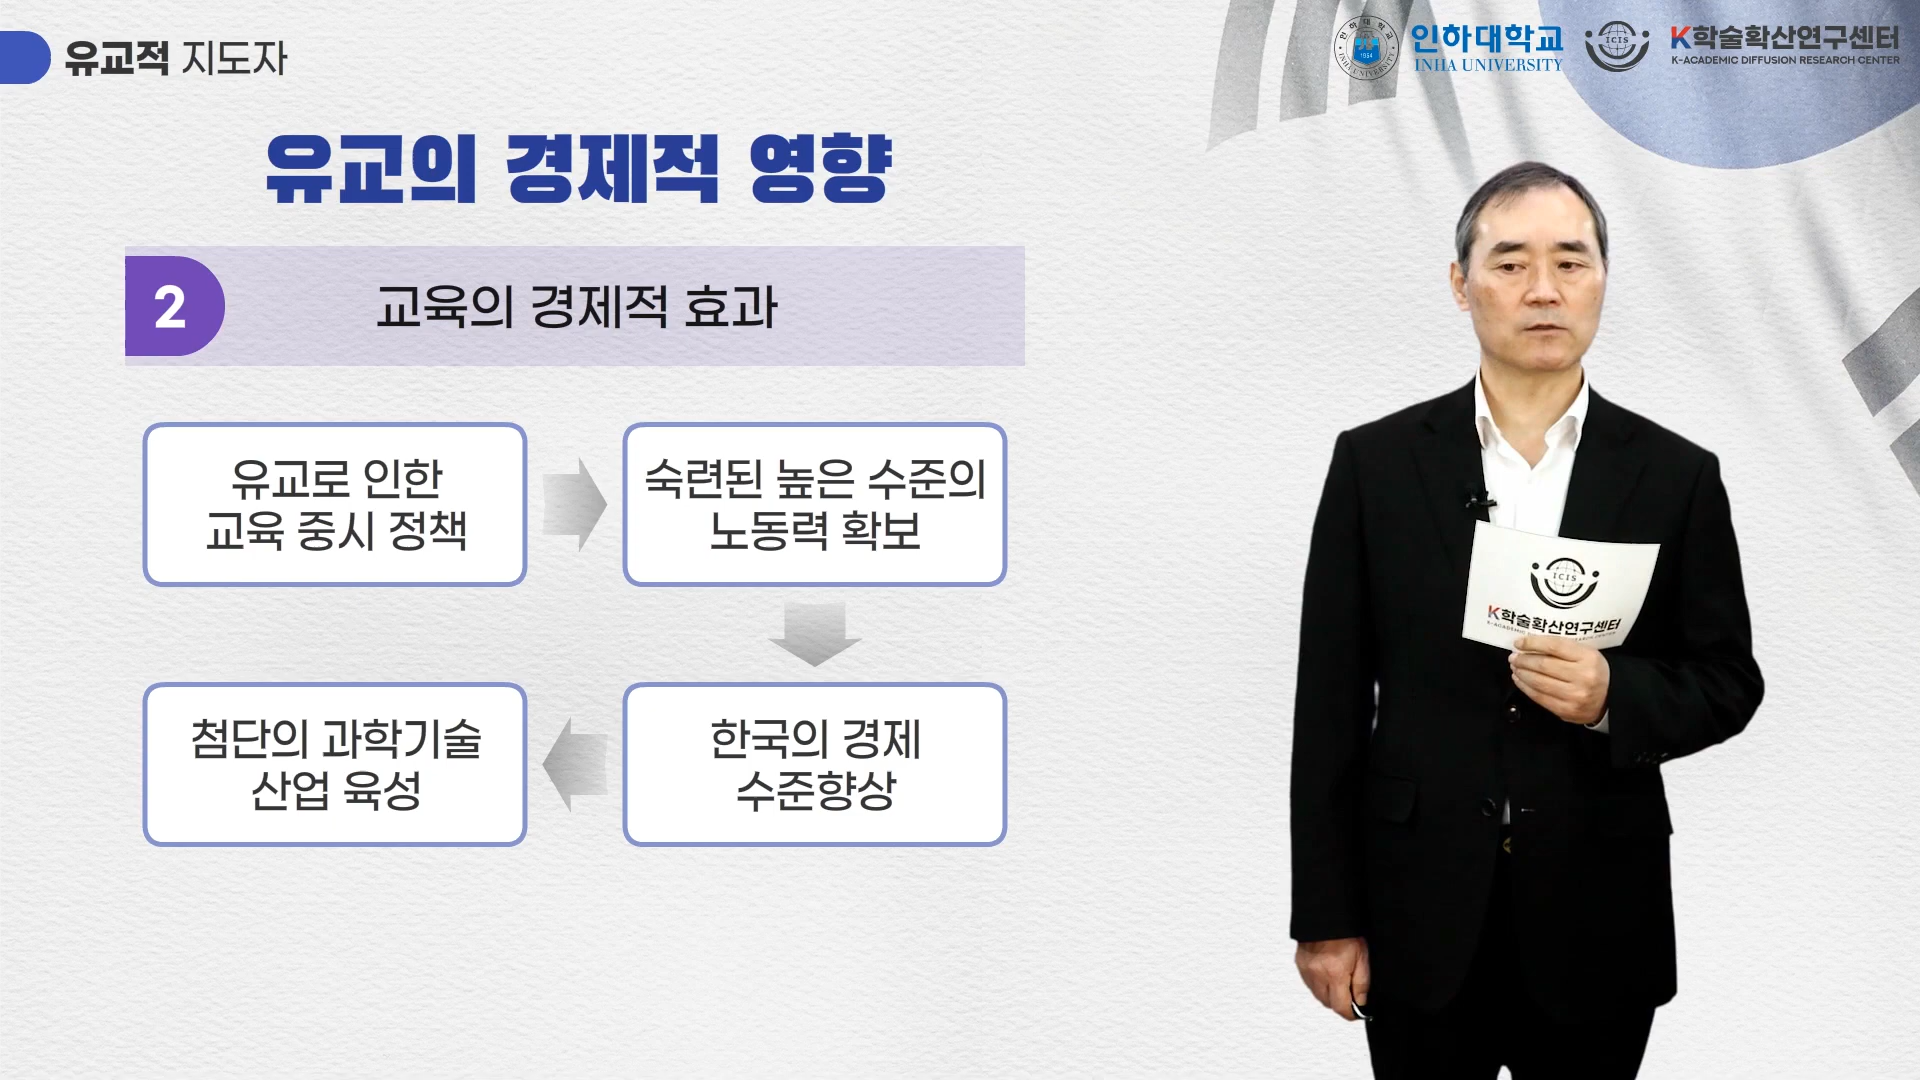 유교적 지도자
인하대학교
1954
INHA UNIVERSITY
INHA UNIVERSITY
ICIS
K학술확산연구센터
K-ACADEMIC DIFFUSION RESEARCH CENTER
유교의 경제적 영향
2
교육의 경제적 효과
유교로 인한
교육 중시 정책
숙련된 높은 수준의
노동력 확보
한국의 경제
수준향상
첨단의 과학기술
산업 육성
ICIS
K학술확산연구센터